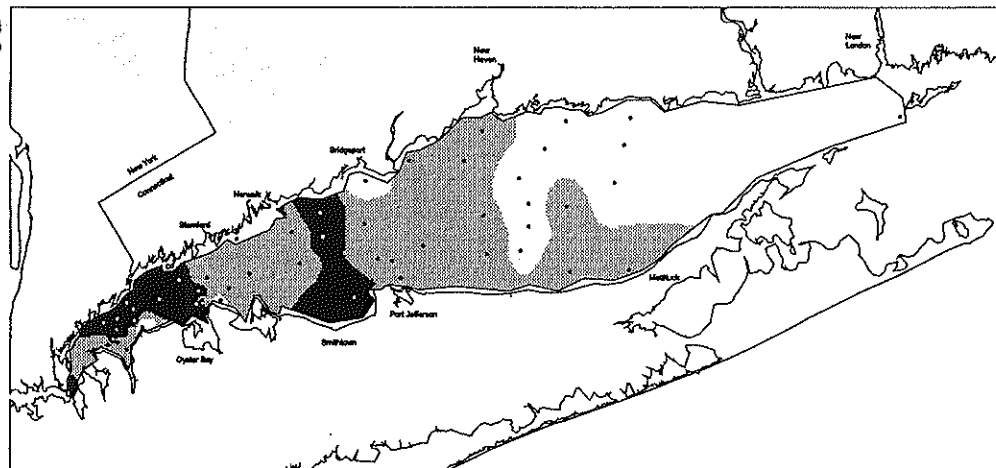 New
London
New
Haven
Bridgeport
New York
Connecticut
Norwalk
Stamford
Mattituck
Port Jefferson
Smithtown
Oyster Bay